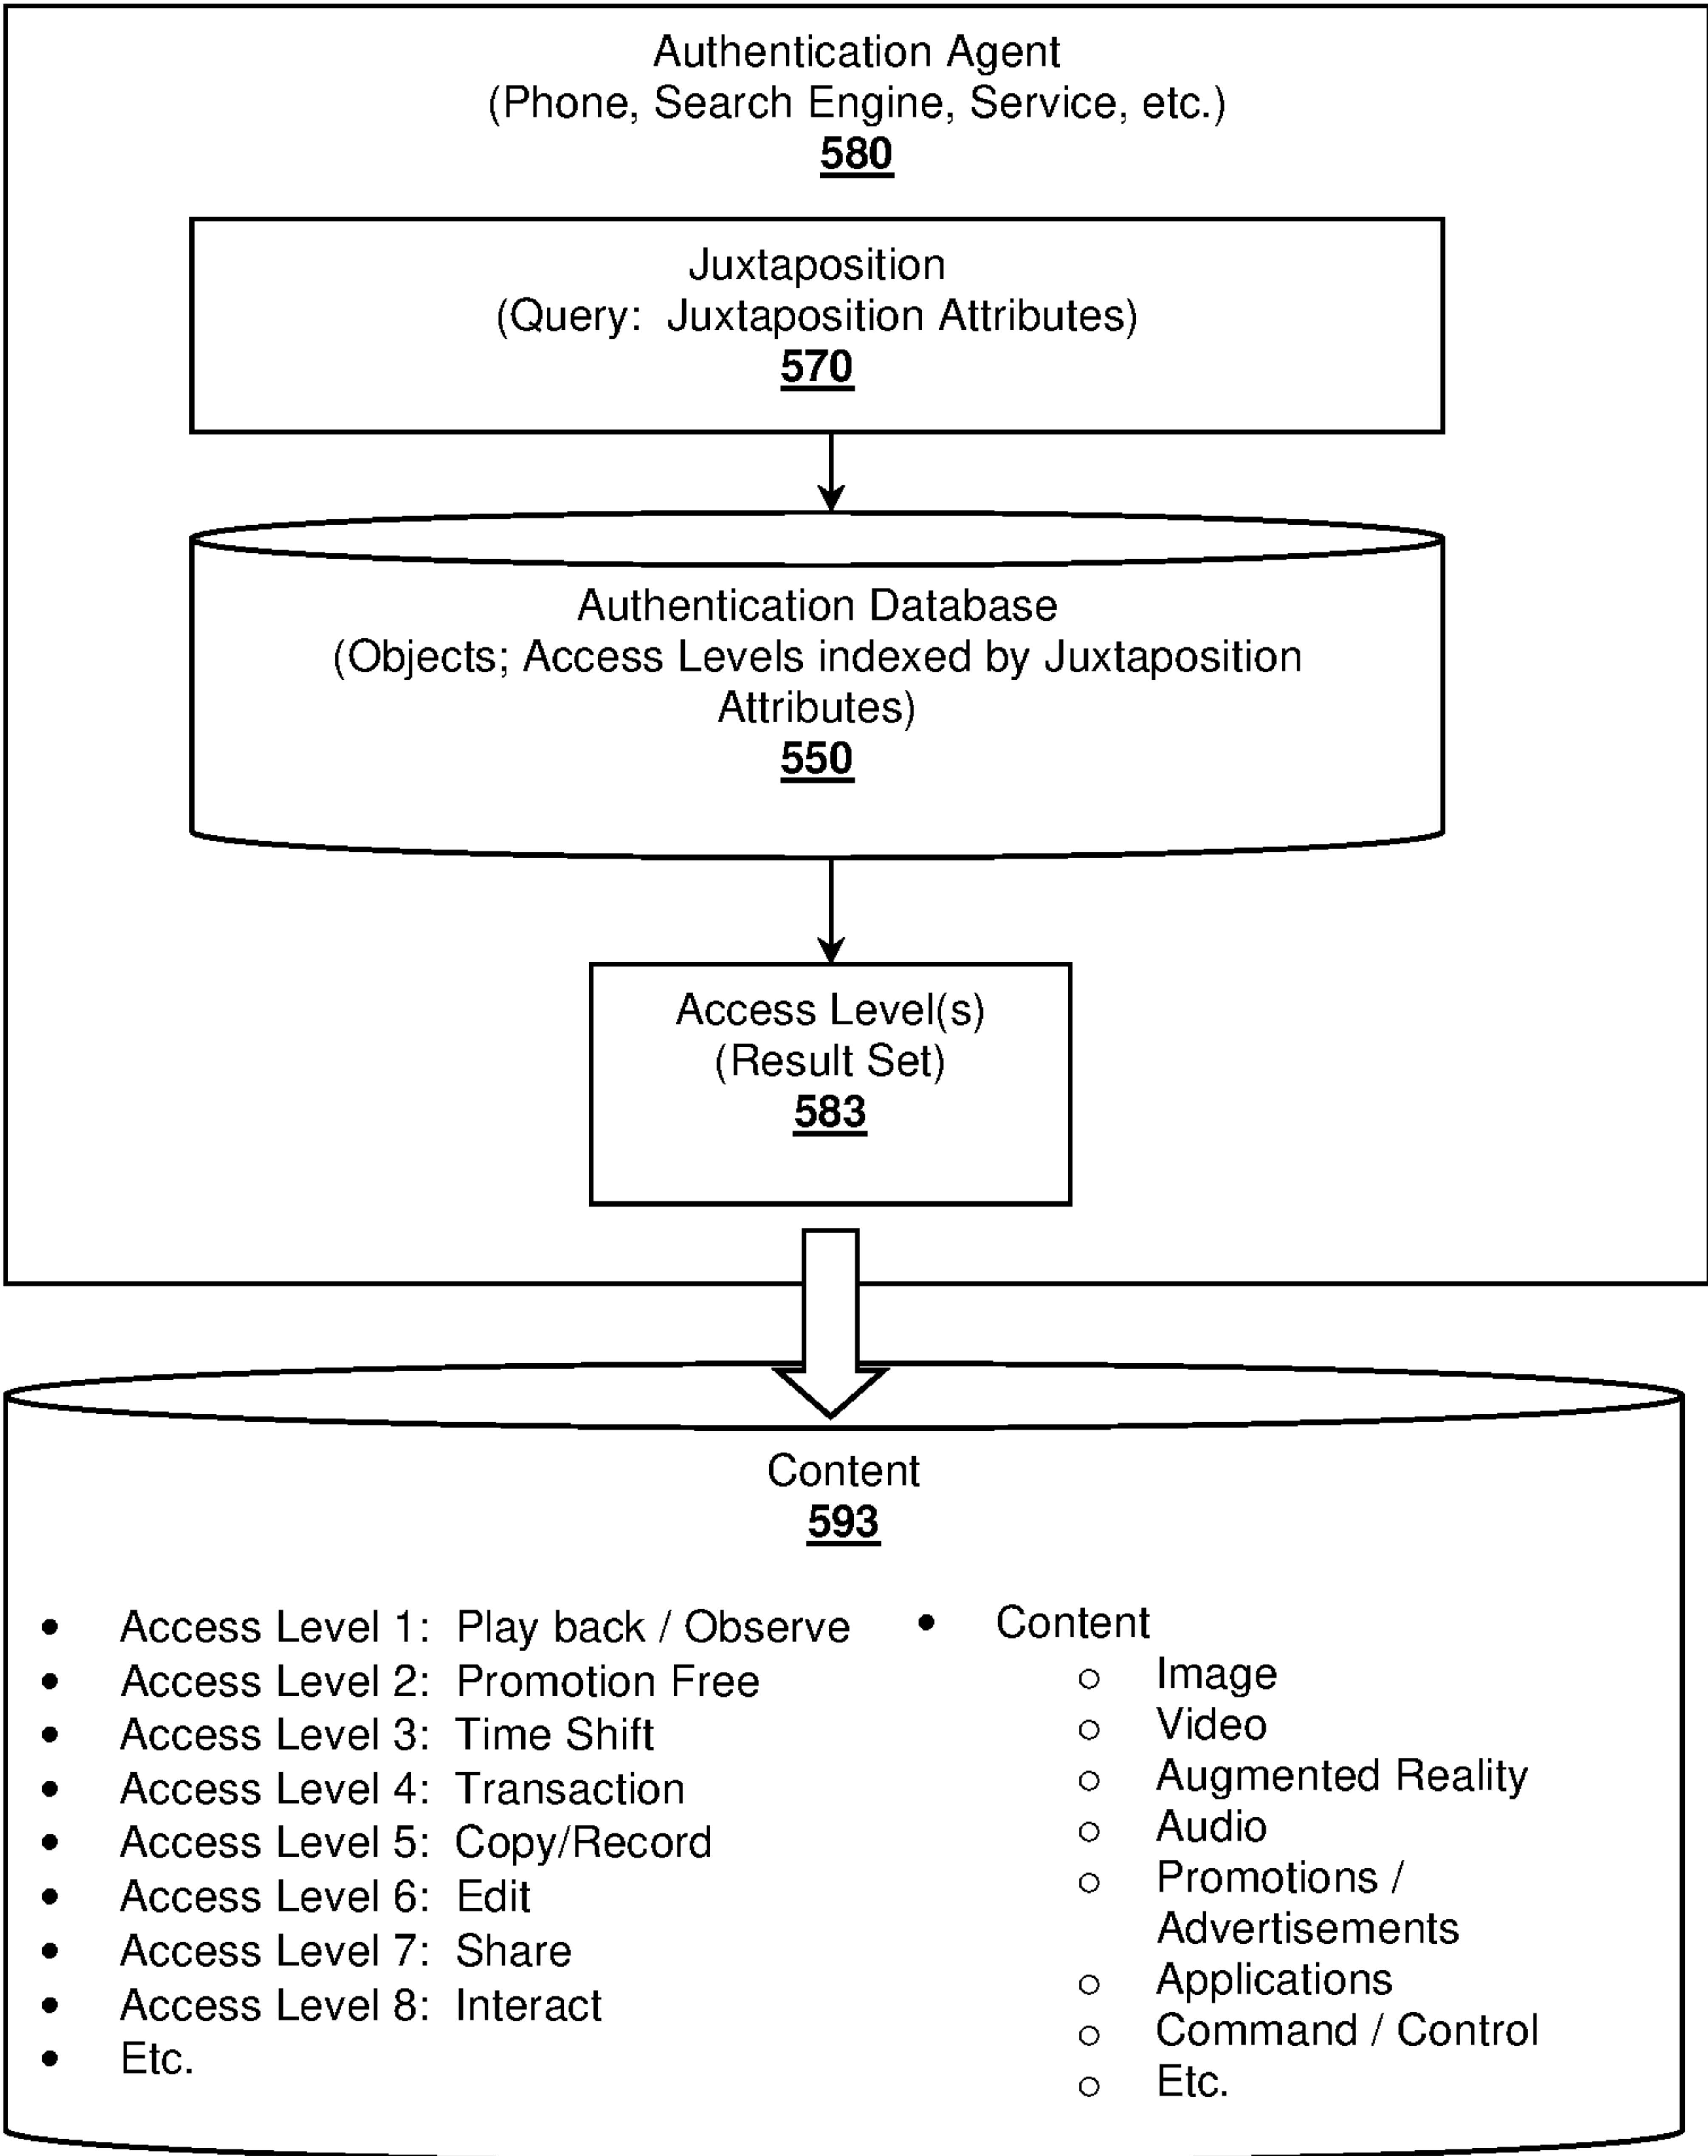 Authentication Agent
(Phone, Search Engine, Service, etc.)
580
Juxtaposition
(Query:  Juxtaposition Attributes)
570
Authentication Database
(Objects; Access Levels indexed by Juxtaposition
Attributes)
550
Access Level(s)
(Result Set)
583
Content
593
• Access Level 1:  Play back / Observe
• Access Level 2:  Promotion Free
• Access Level 3:  Time Shift
• Access Level 4:  Transaction
• Access Level 5:  Copy/Record
• Access Level 6:  Edit
• Access Level 7:  Share
• Access Level 8:  Interact
• Etc.
• Content
○ Image
○ Video
○ Augmented Reality
○ Audio
○ Promotions /
Advertisements
○ Applications
○ Command / Control
○ Etc.